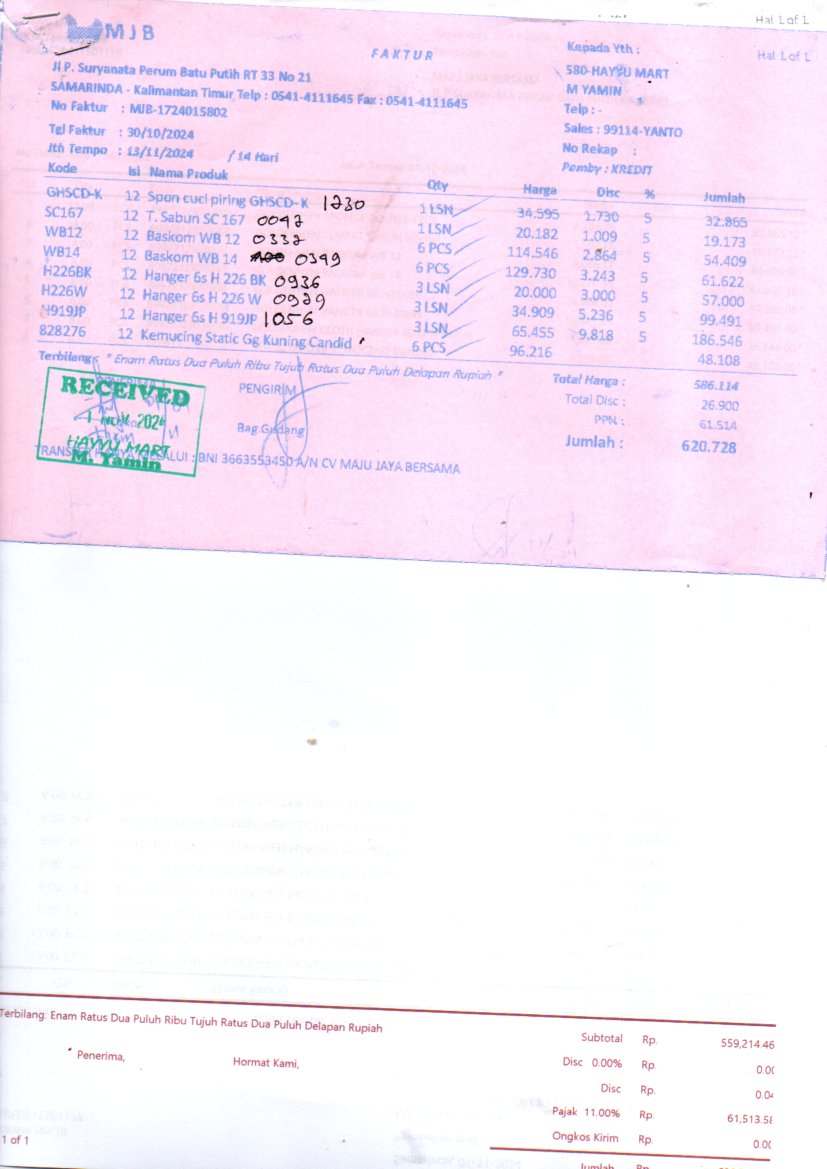 Hal 1 of 1
Hal 1 of 1
MJB
FAKTUR
Kepada Yth :
Jl P. Suryanata Perum Batu Putih RT 33 No 21
580-HAYYU MART
SAMARINDA - Kalimantan Timur Telp : 0541-4111645 Fax : 0541-4111645
M YAMIN
No Faktur : MJB-1724015802
Telp : -
Tgl Faktur : 30/10/2024
Sales : 99114-YANTO
Jth Tempo : 13/11/2024 / 14 Hari
No Rekap :
Pemby : KREDIT
Kode Isi Nama Produk Qty Harga Disc % Jumlah
GHSCD-K 12 Spon cuci piring GHSCD-K 1230 1 LSN 34.595 1.730 5 32.865
SC167 12 T. Sabun SC 167 0042 1 LSN 20.182 1.009 5 19.173
WB12 12 Baskom WB 12 0332 6 PCS 114.546 2.864 5 54.409
WB14 12 Baskom WB 14 0349 6 PCS 129.730 3.243 5 61.622
H226BK 12 Hanger 6s H 226 BK 0936 3 LSN 20.000 3.000 5 57.000
H226W 12 Hanger 6s H 226 W 0929 3 LSN 34.909 5.236 5 99.491
H919JP 12 Hanger 6s H 919JP 1056 3 LSN 65.455 9.818 5 186.546
828276 12 Kemucing Static Gg Kuning Candid 6 PCS 96.216 48.108
Terbilang : * Enam Ratus Dua Puluh Ribu Tujuh Ratus Dua Puluh Delapan Rupiah *
Total Harga : 586.114
PENGIRIM
Total Disc : 26.900
RECEIVED
PPN : 61.514
1 NOV 2024
Bag.Gudang
Jumlah : 620.728
HAYYU MART
M. Yamin
: BNI 3663553450 A/N CV MAJU JAYA BERSAMA
Terbilang: Enam Ratus Dua Puluh Ribu Tujuh Ratus Dua Puluh Delapan Rupiah
Subtotal Rp. 559,214.46
Penerima, Hormat Kami,
Disc 0.00% Rp. 0.00
Disc Rp. 0.04
Pajak 11.00% Rp. 61,513.58
1 of 1
Ongkos Kirim Rp. 0.00
Jumlah Rp.